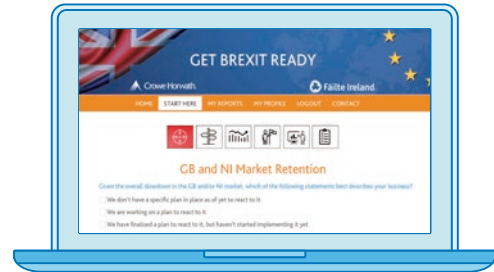 GET BREXIT READY
Crowe Horwath.
Fáilte Ireland
HOME START HERE MY REPORTS MY PROFILE LOGOUT CONTACT
GB and NI Market Retention
Given the overall slowdown in the GB and/or NI market, which of the following statements best describes your business?
We don't have a specific plan in place as of yet to react to it
We are working on a plan to react to it
We have finalised a plan to react to it, but haven't started implementing it yet